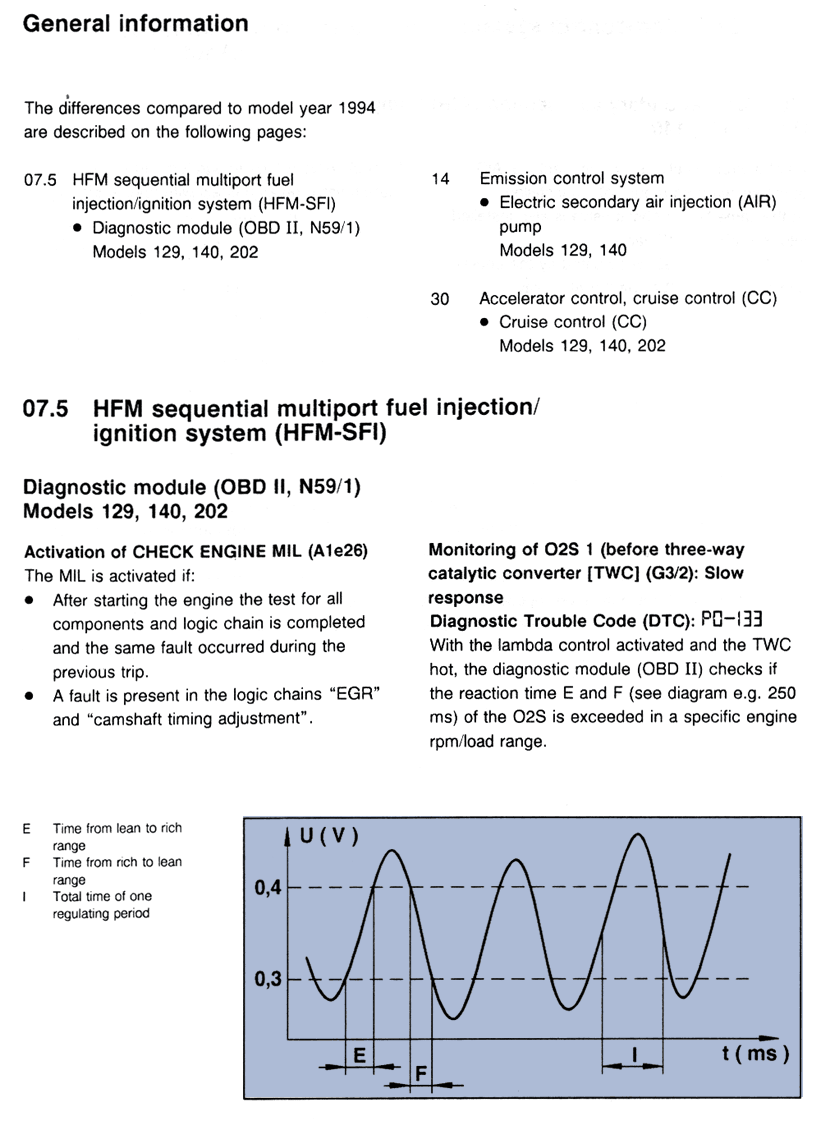 General information
The differences compared to model year 1994
are described on the following pages:
07.5 HFM sequential multiport fuel
injection/ignition system (HFM-SFI)
● Diagnostic module (OBD II, N59/1)
Models 129, 140, 202
14 Emission control system
● Electric secondary air injection (AIR)
pump
Models 129, 140
30 Accelerator control, cruise control (CC)
● Cruise control (CC)
Models 129, 140, 202
07.5 HFM sequential multiport fuel injection/
ignition system (HFM-SFI)
Diagnostic module (OBD II, N59/1)
Models 129, 140, 202
Activation of CHECK ENGINE MIL (A1e26)
The MIL is activated if:
● After starting the engine the test for all
components and logic chain is completed
and the same fault occurred during the
previous trip.
● A fault is present in the logic chains “EGR”
and “camshaft timing adjustment”.
Monitoring of O2S 1 (before three-way
catalytic converter [TWC] (G3/2): Slow
response
Diagnostic Trouble Code (DTC): P0-133
With the lambda control activated and the TWC
hot, the diagnostic module (OBD II) checks if
the reaction time E and F (see diagram e.g. 250
ms) of the O2S is exceeded in a specific engine
rpm/load range.
E Time from lean to rich
range
F Time from rich to lean
range
I Total time of one
regulating period
U(V)
0,4
0,3
E
F
I
t(ms)